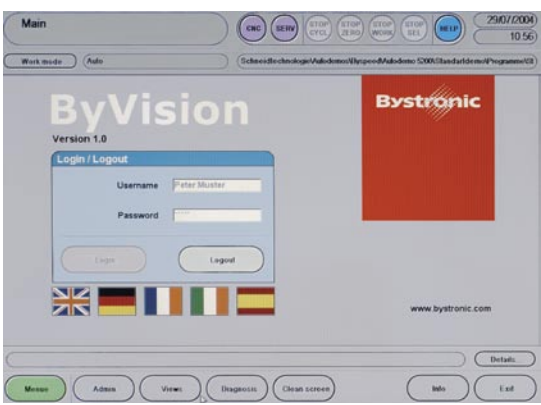 Main
CNC
SERV
STOP CYCL
STOP ZERO
STOP WORK
STOP SEL
HELP
29/07/2004
10:56
Work mode
Auto
ByVision
Version 1.0
Bystronic
Login / Logout
Username
Peter Muster
Password
Login
Logout
www.bystronic.com
Details
Menus
Admin
Views
Diagnosis
Clean screen
Info
Exit